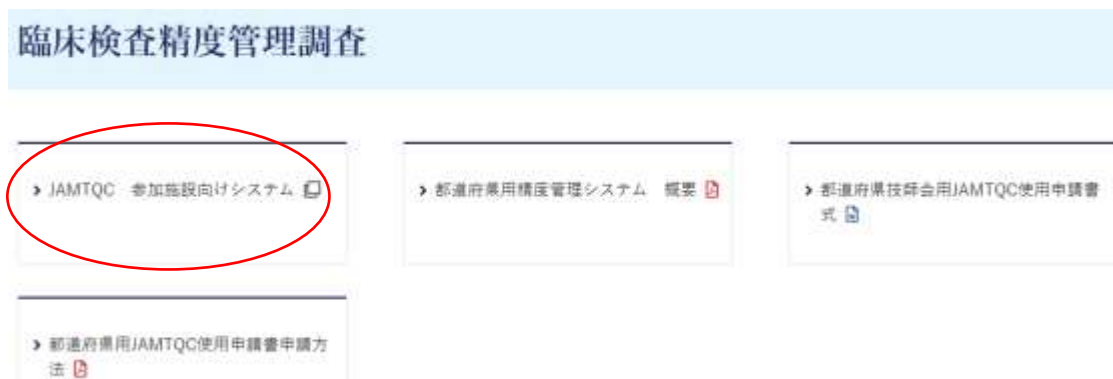 臨床検査精度管理調査
JAMTQC 参加施設向けシステム
都道府県用精度管理システム 概要
都道府県技師会用JAMTQC使用申請書
式
都道府県用JAMTQC使用申請書申請方
法